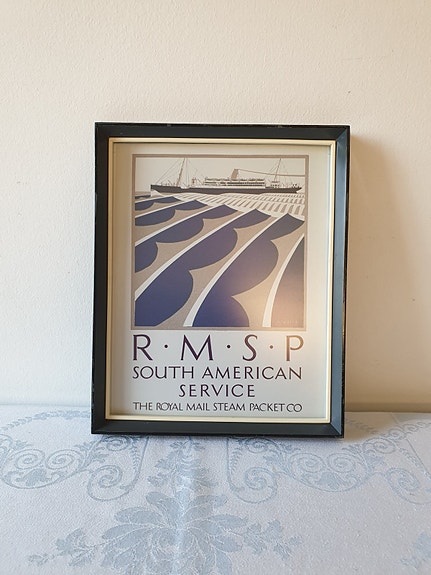 R·M·S·P
SOUTH AMERICAN
SERVICE
THE ROYAL MAIL STEAM PACKET CO